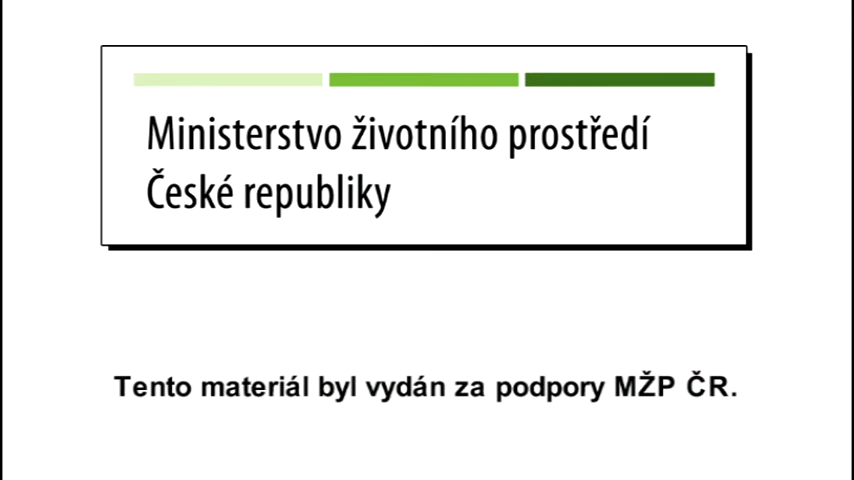 Ministerstvo životního prostředí
České republiky
Tento materiál byl vydán za podpory MŽP ČR.